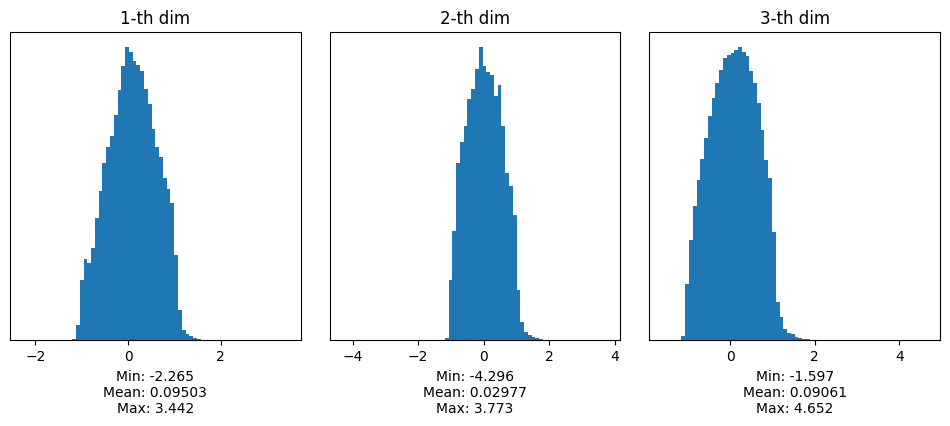 1-th dim
−2 0 2
Min: -2.265
Mean: 0.09503
Max: 3.442
2-th dim
−4 −2 0 2 4
Min: -4.296
Mean: 0.02977
Max: 3.773
3-th dim
0 2 4
Min: -1.597
Mean: 0.09061
Max: 4.652